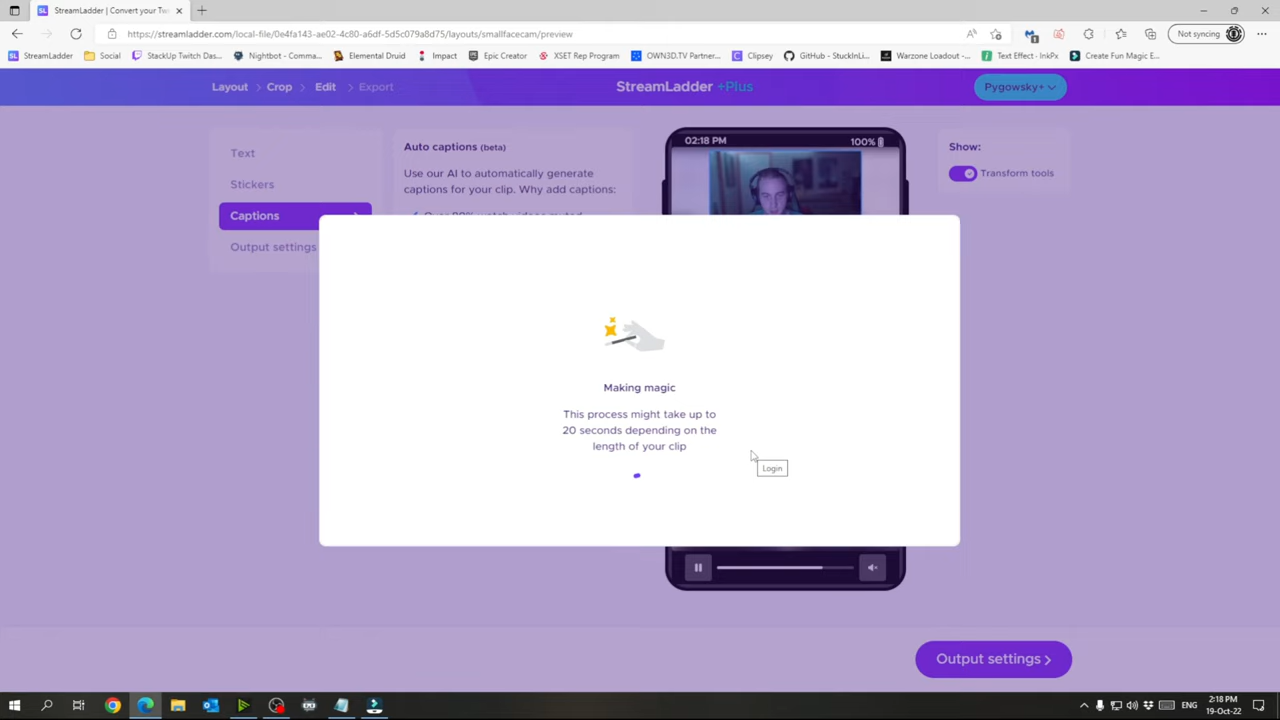 StreamLadder | Convert your Tw
https://streamladder.com/local-file/0e4fa143-ae02-4c80-a6df-5d5c079a8d75/layouts/smallfacecam/preview
Not syncing
StreamLadder
Social
StackUp Twitch Das...
Nightbot - Comma...
Elemental Druid
Impact
Epic Creator
XSET Rep Program
OWN3D.TV Partner...
Clipsey
GitHub - StuckInLi...
Warzone Loadout -...
Text Effect - InkPx
Create Fun Magic E...
Layout > Crop > Edit > Export
StreamLadder +Plus
Pygowsky+
Text
Stickers
Captions
Output settings
Auto captions (beta)
Use our AI to automatically generate
captions for your clip. Why add captions:
02:18 PM
100%
Show:
Transform tools
Making magic
This process might take up to
20 seconds depending on the
length of your clip
Login
Output settings >
ENG
2:18 PM
19-Oct-22